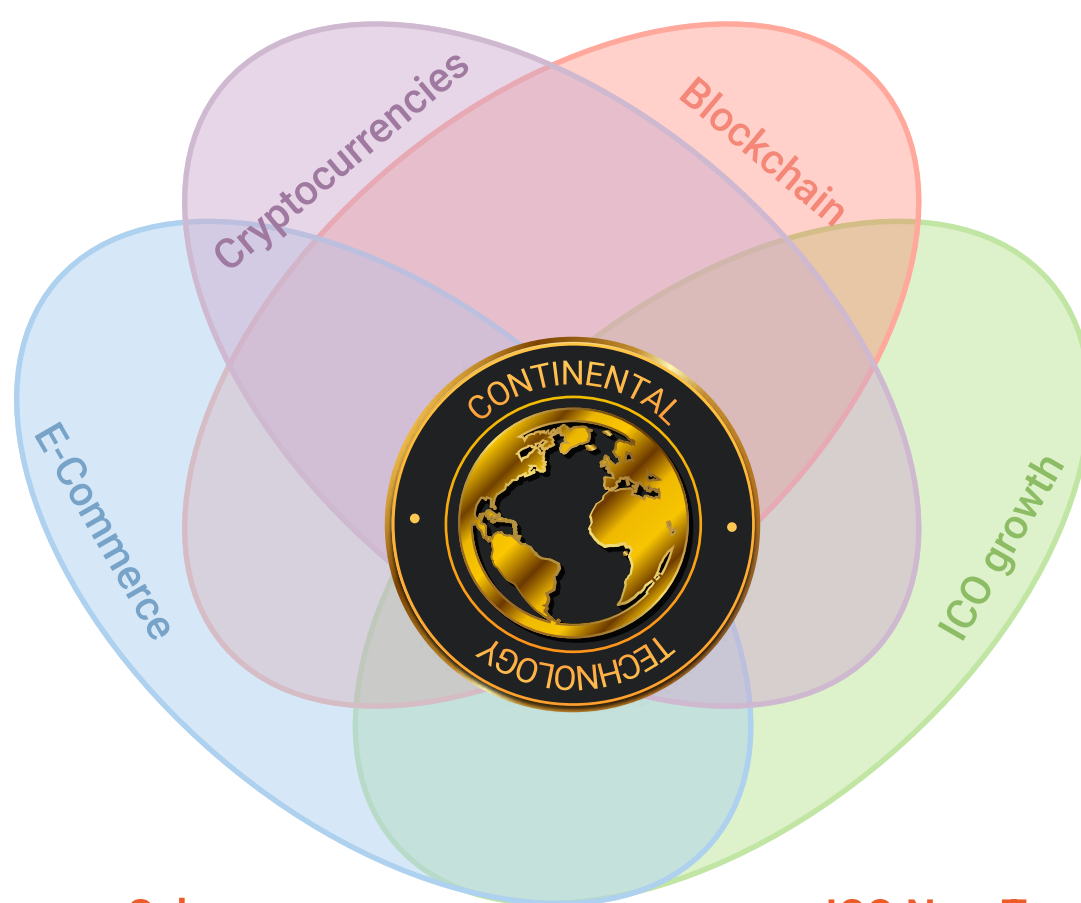 Cryptocurrencies
Blockchain
E-Commerce
ICO growth
CONTINENTAL
TECHNOLOGY